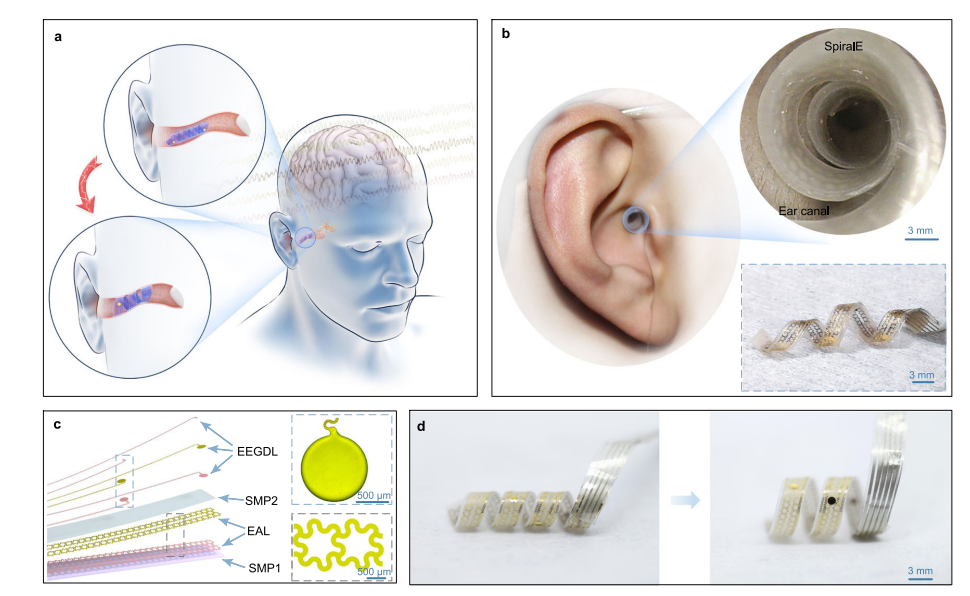 a
b
SpiralE
Ear canal
3 mm
3 mm
c
EEGDL
SMP2
EAL
SMP1
500 µm
500 µm
d
3 mm